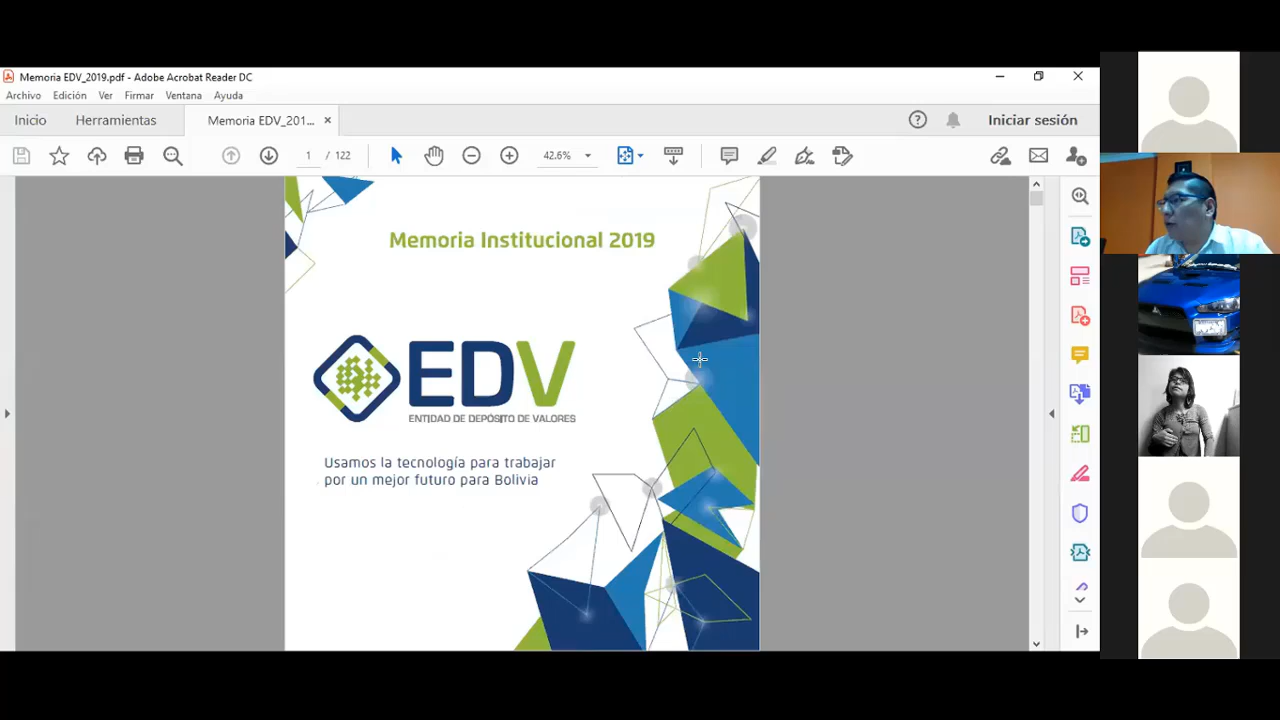 Memoria EDV_2019.pdf - Adobe Acrobat Reader DC
Archivo Edición Ver Firmar Ventana Ayuda
Inicio Herramientas Memoria EDV_201... × Iniciar sesión
1 / 122 42.6%
Memoria Institucional 2019
EDV
ENTIDAD DE DEPÓSITO DE VALORES
Usamos la tecnología para trabajar
por un mejor futuro para Bolivia